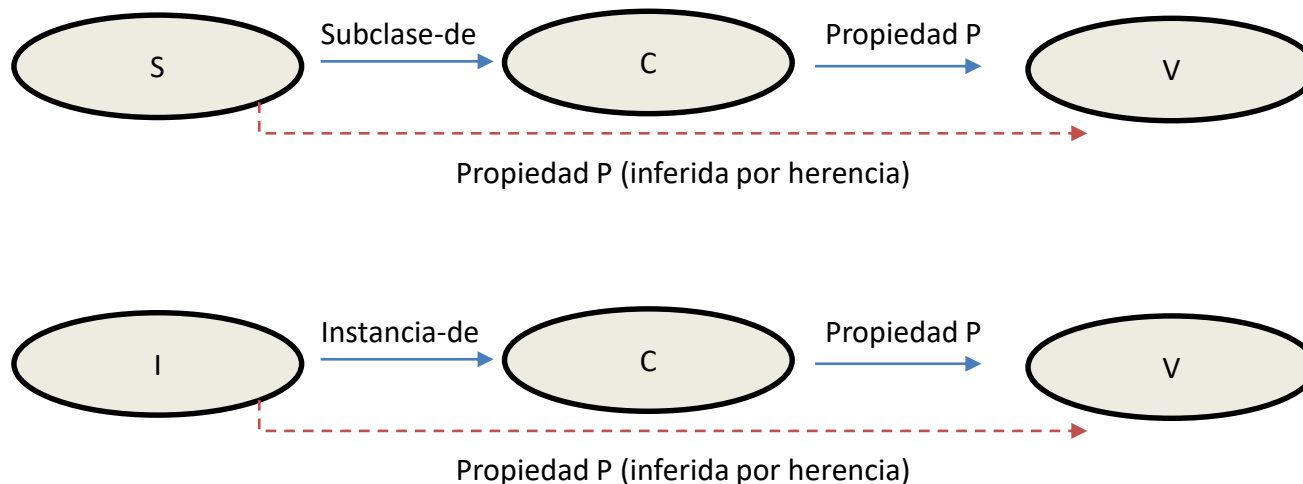 Subclase-de
Propiedad P
S
C
V
Propiedad P (inferida por herencia)
Instancia-de
Propiedad P
I
C
V
Propiedad P (inferida por herencia)